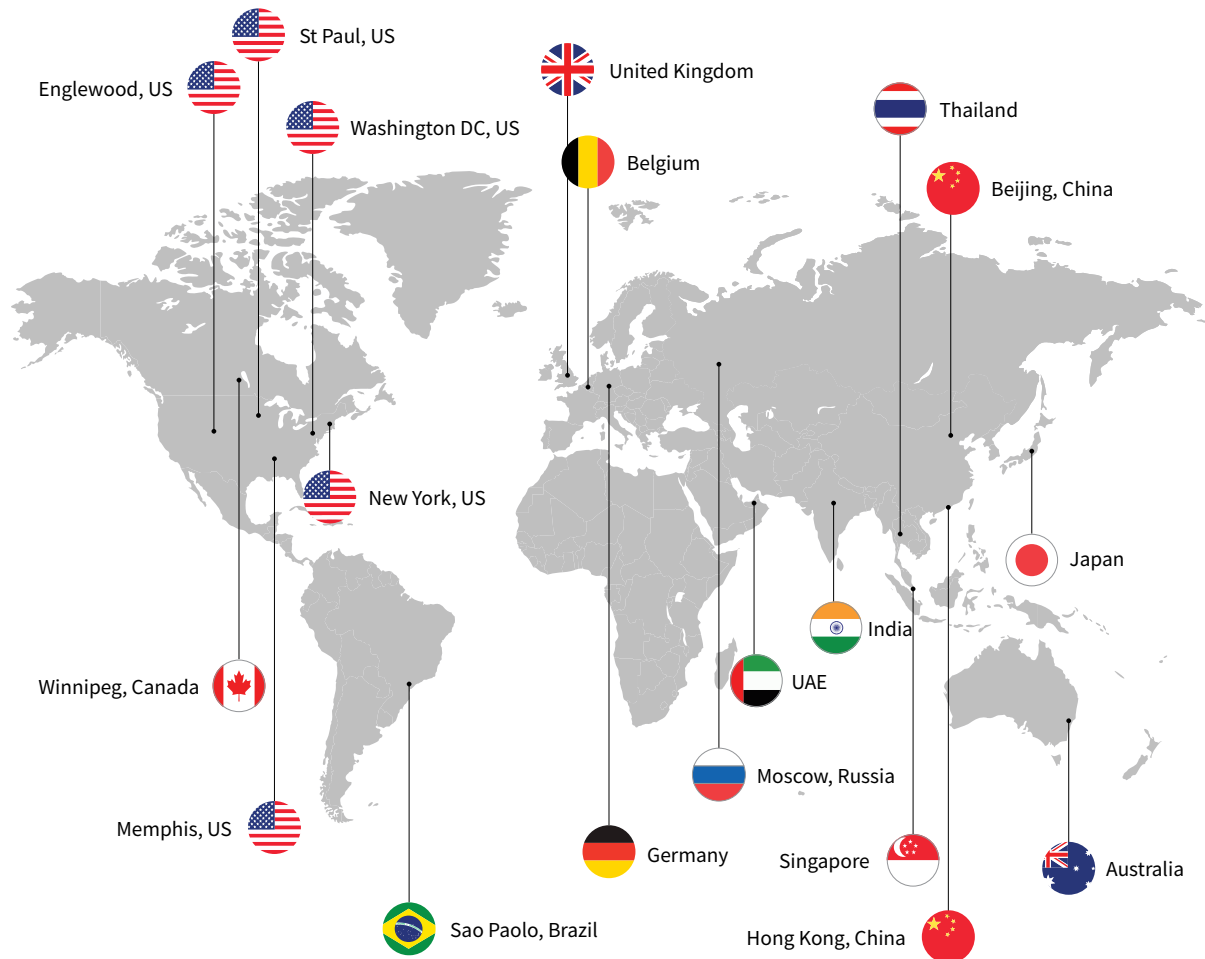 St Paul, US
Englewood, US
Washington DC, US
United Kingdom
Belgium
Thailand
Beijing, China
New York, US
Japan
India
Winnipeg, Canada
UAE
Moscow, Russia
Memphis, US
Germany
Singapore
Australia
Sao Paolo, Brazil
Hong Kong, China